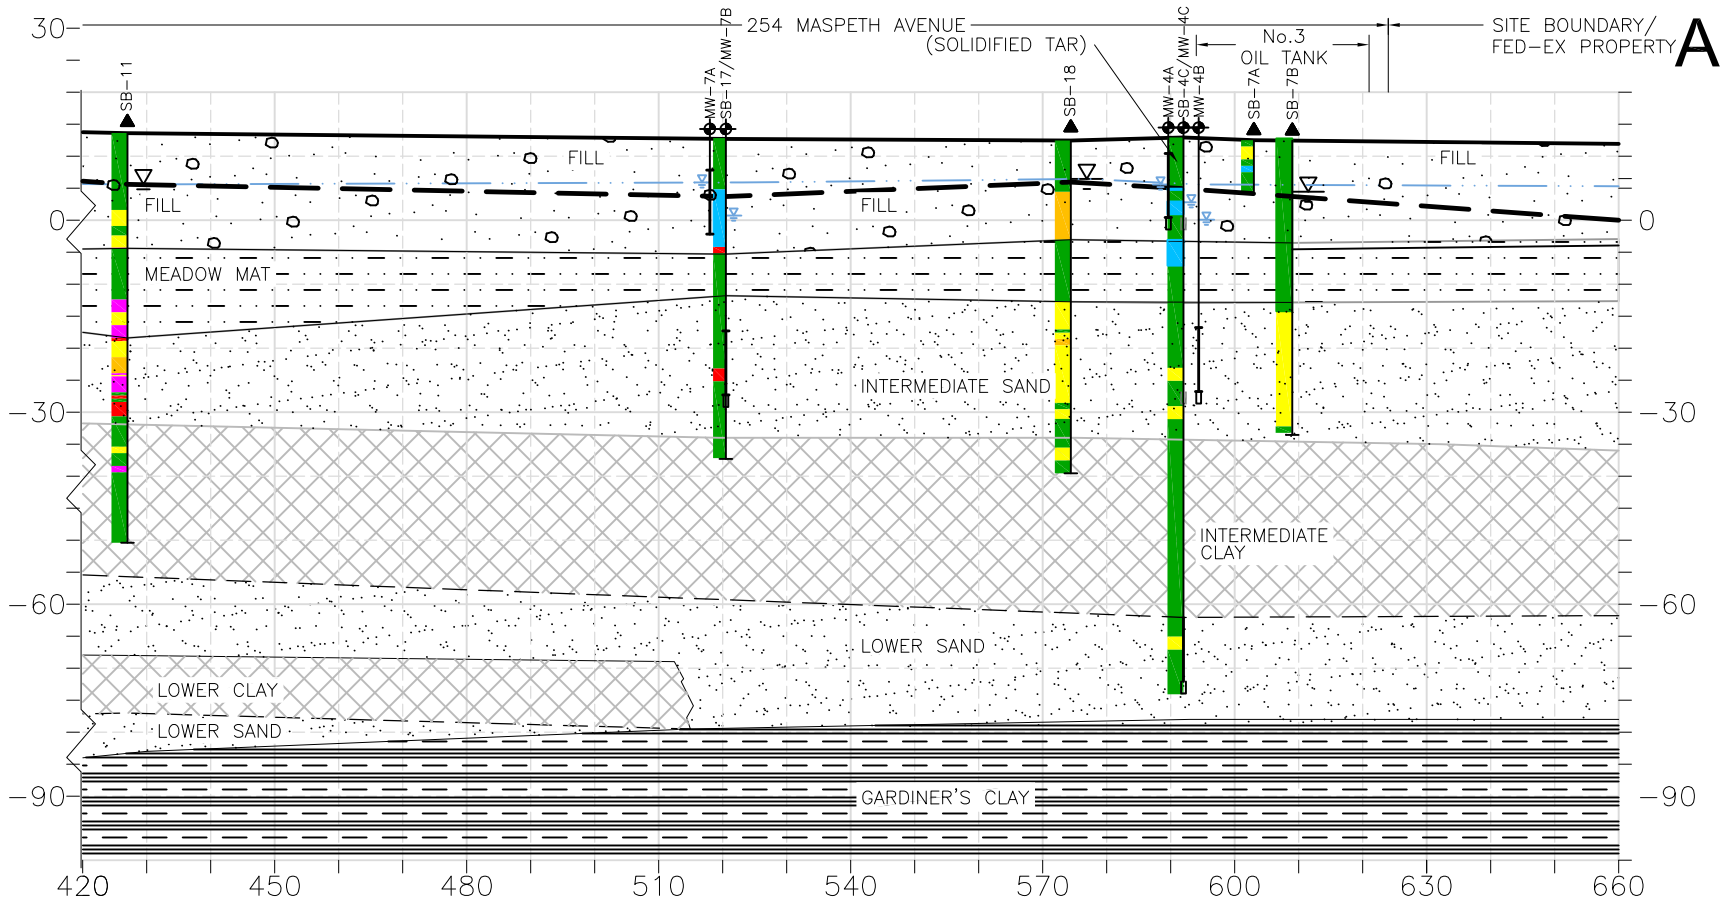 30
254 MASPETH AVENUE
(SOLIDIFIED TAR)
No.3
OIL TANK
SITE BOUNDARY/
FED-EX PROPERTY
A
SB-11
MW-7A
SB-17/MW-7B
SB-18
MW-4A
SB-4C/MW-4C
MW-4B
SB-7A
SB-7B
FILL
FILL
FILL
FILL
0
0
MEADOW MAT
INTERMEDIATE SAND
-30
-30
INTERMEDIATE
CLAY
-60
-60
LOWER SAND
LOWER CLAY
LOWER SAND
GARDINER'S CLAY
-90
-90
420
450
480
510
540
570
600
630
660